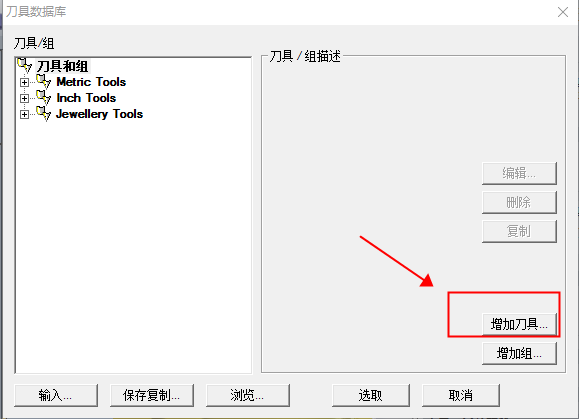 刀具数据库
刀具/组
刀具和组
Metric Tools
Inch Tools
Jewellery Tools
刀具 / 组描述
编辑...
删除
复制
增加刀具...
增加组...
输入...
保存复制...
浏览...
选取
取消